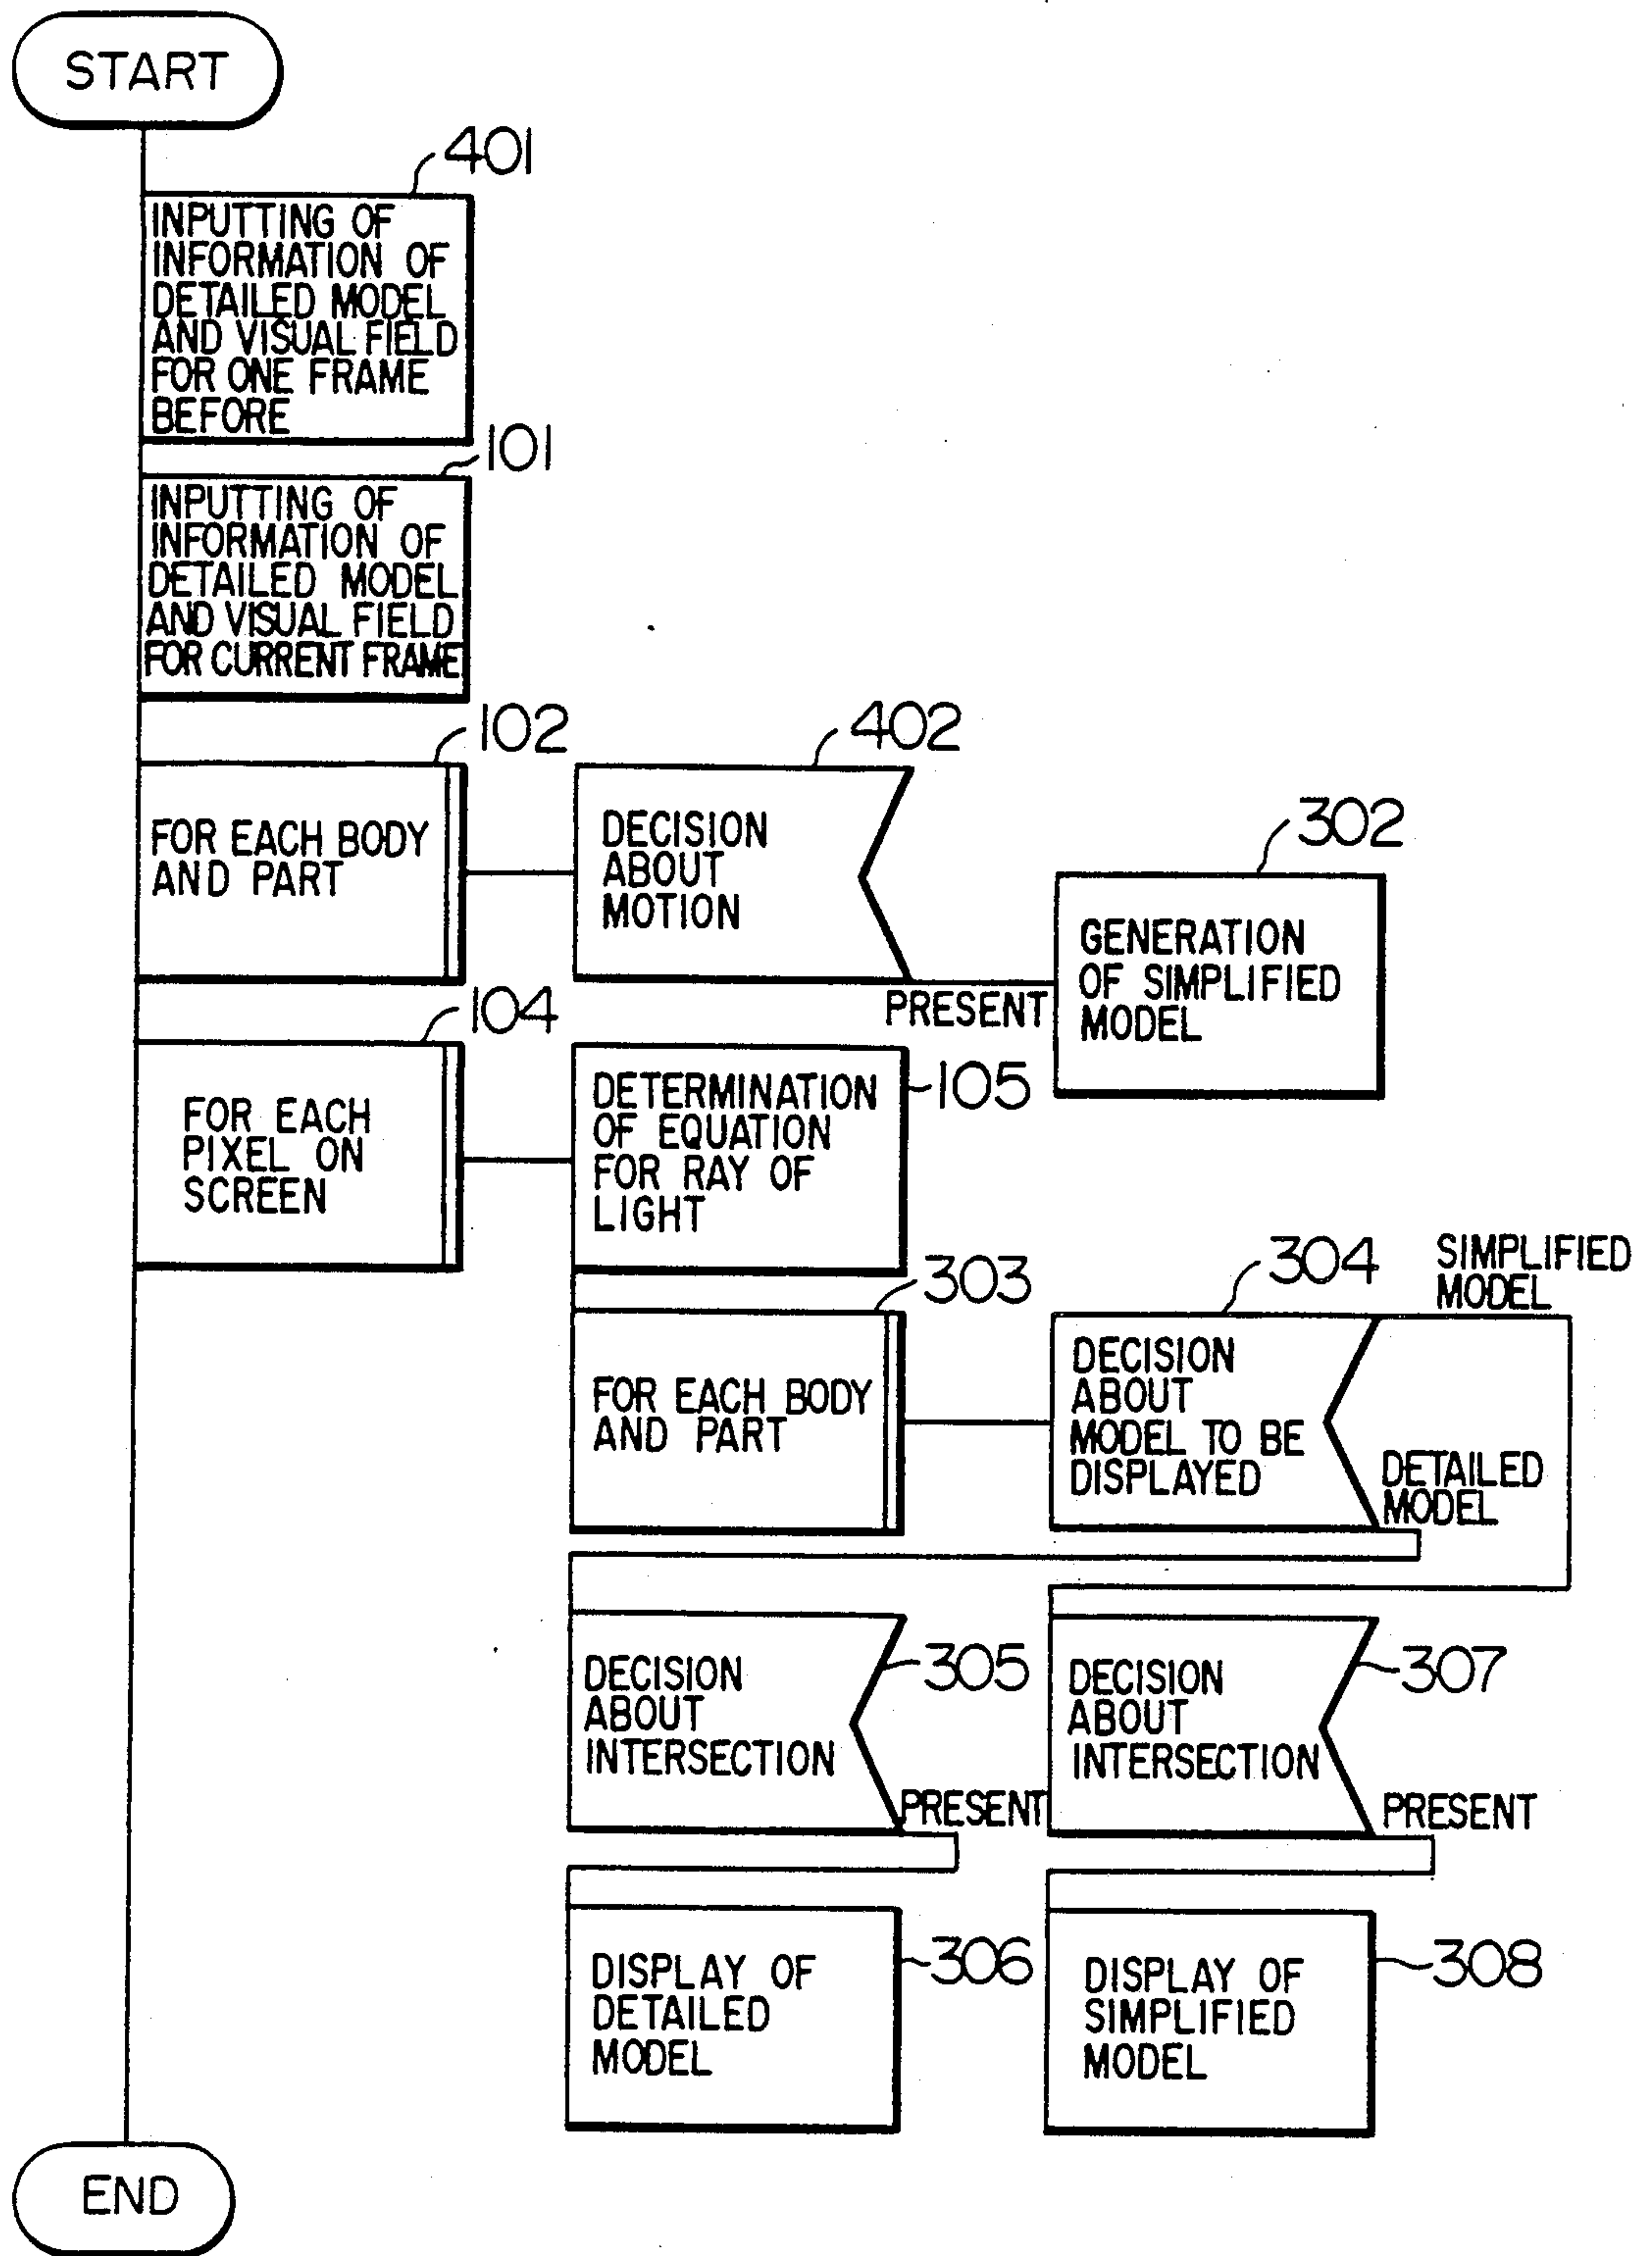 START
401
INPUTTING OF
INFORMATION OF
DETAILED MODEL
AND VISUAL FIELD
FOR ONE FRAME
BEFORE
101
INPUTTING OF
INFORMATION OF
DETAILED MODEL
AND VISUAL FIELD
FOR CURRENT FRAME
102
FOR EACH BODY
AND PART
402
DECISION
ABOUT
MOTION
PRESENT
302
GENERATION
OF SIMPLIFIED
MODEL
104
FOR EACH
PIXEL ON
SCREEN
105
DETERMINATION
OF EQUATION
FOR RAY OF
LIGHT
303
FOR EACH BODY
AND PART
304
DECISION
ABOUT
MODEL TO BE
DISPLAYED
SIMPLIFIED
MODEL
DETAILED
MODEL
305
DECISION
ABOUT
INTERSECTION
PRESENT
307
DECISION
ABOUT
INTERSECTION
PRESENT
306
DISPLAY OF
DETAILED
MODEL
308
DISPLAY OF
SIMPLIFIED
MODEL
END